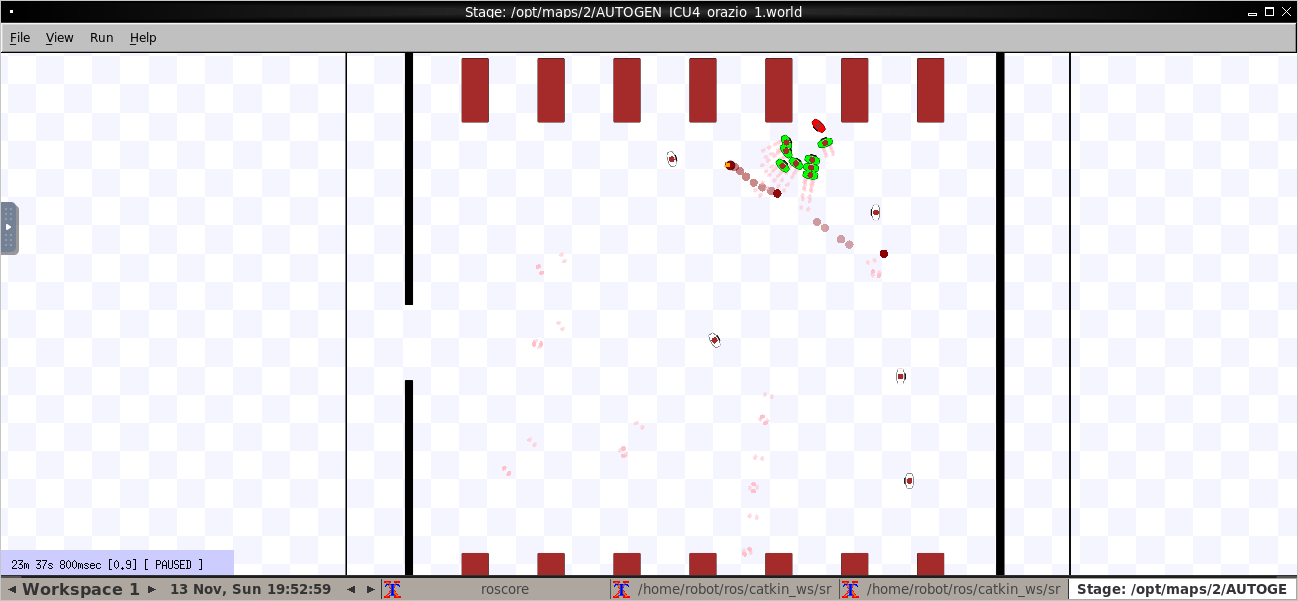 Stage: /opt/maps/2/AUTOGEN_ICU4_orazio_1.world
File View Run Help
23m 37s 800msec [0.9] [ PAUSED ]
Workspace 1 13 Nov, Sun 19:52:59 roscore /home/robot/ros/catkin_ws/sr /home/robot/ros/catkin_ws/sr Stage: /opt/maps/2/AUTOGE